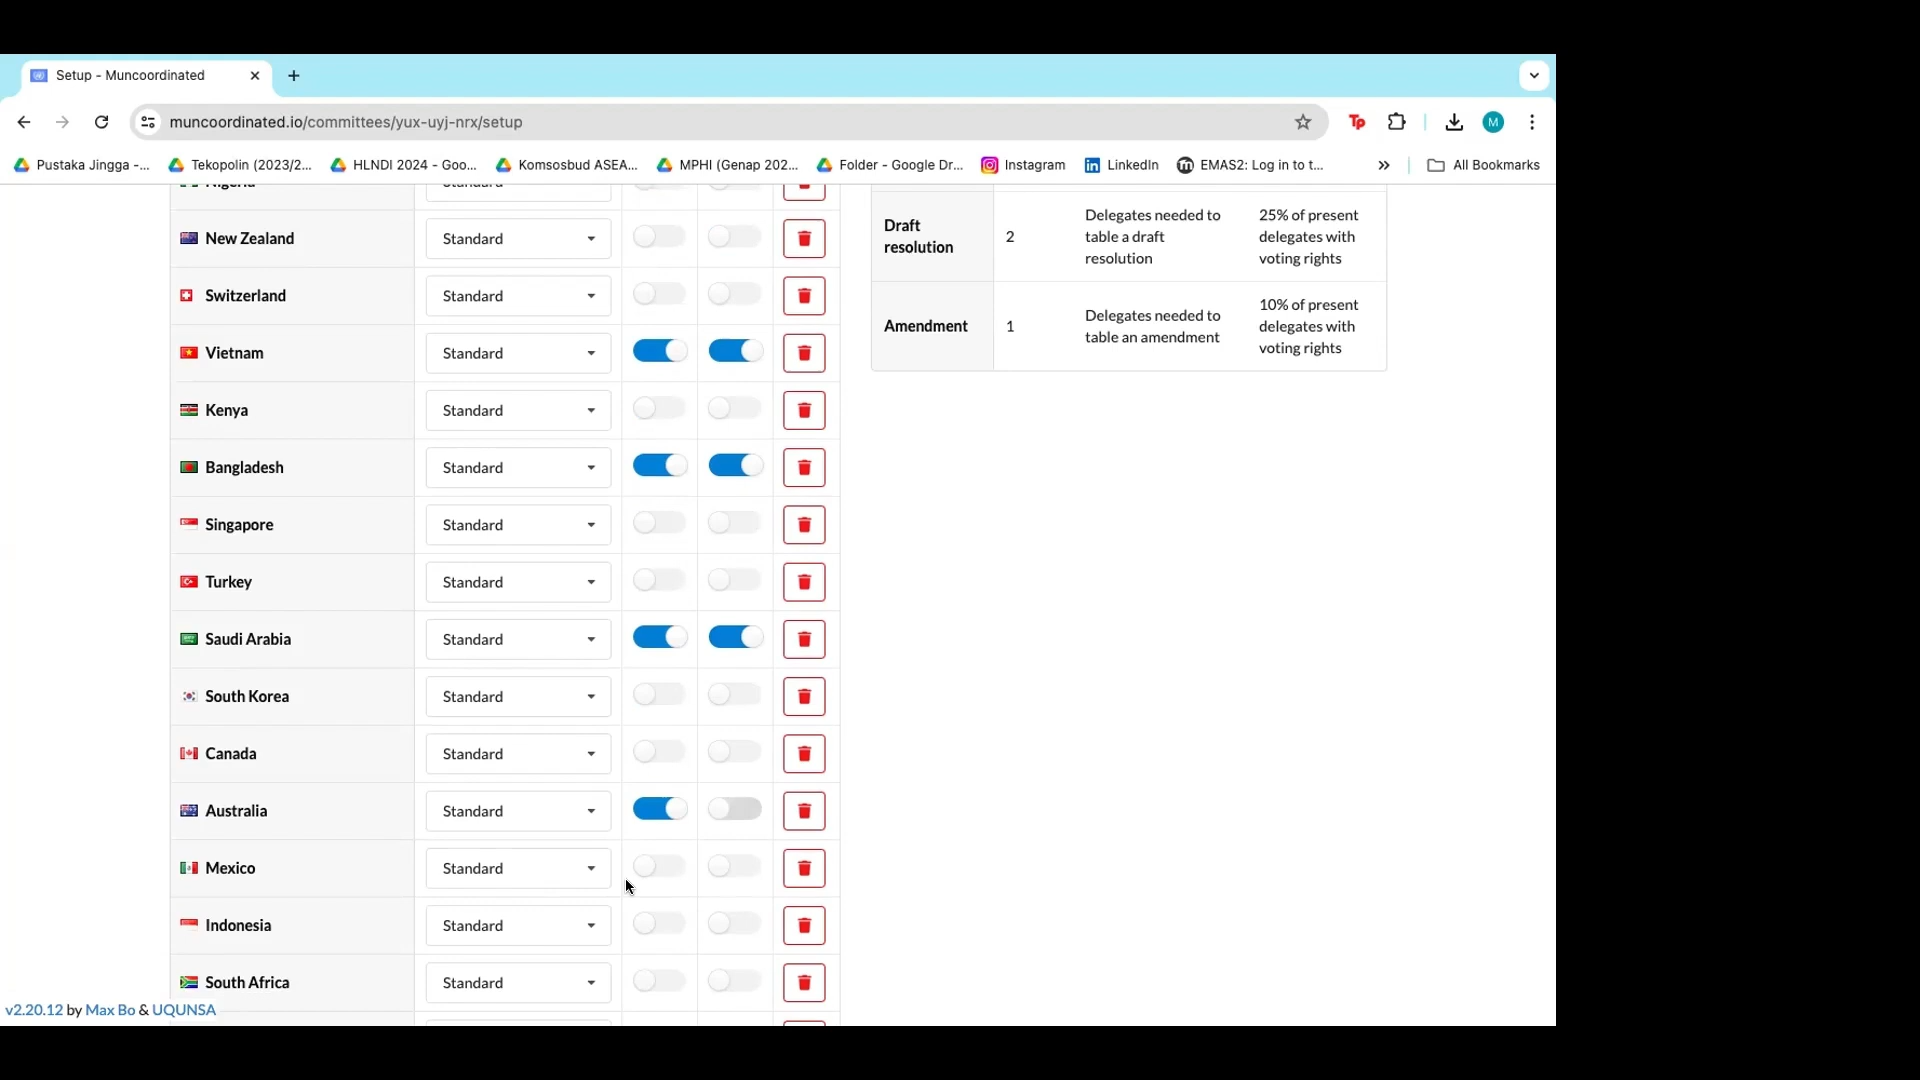 Setup - Muncoordinated
muncoordinated.io/committees/yux-uyj-nrx/setup
Tp
M
Pustaka Jingga -...
Tekopolin (2023/2...
HLNDI 2024 - Goo...
Komsosbud ASEA...
MPHI (Genap 202...
Folder - Google Dr...
Instagram
LinkedIn
EMAS2: Log in to t...
All Bookmarks
Nigeria
Standard
New Zealand
Standard
Switzerland
Standard
Vietnam
Standard
Kenya
Standard
Bangladesh
Standard
Singapore
Standard
Turkey
Standard
Saudi Arabia
Standard
South Korea
Standard
Canada
Standard
Australia
Standard
Mexico
Standard
Indonesia
Standard
South Africa
Standard
Draft
resolution
2
Delegates needed to
table a draft
resolution
25% of present
delegates with
voting rights
Amendment
1
Delegates needed to
table an amendment
10% of present
delegates with
voting rights
v2.20.12 by Max Bo & UQUNSA